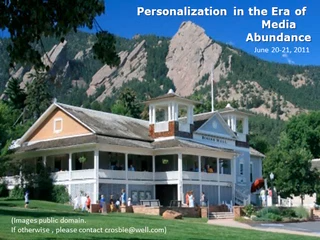 Personalization in the Era of
Media
Abundance
June 20-21, 2011
(Images public domain.
If otherwise , please contact crosble@well.com)